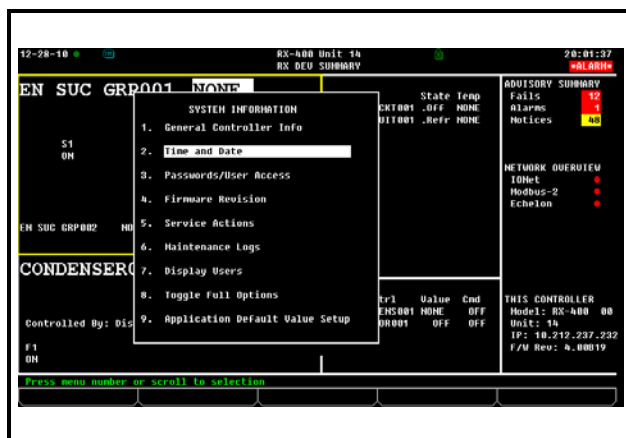 12-28-10 RX-400 Unit 14 20:01:37
RX DEV SUMMARY *ALARM*
EN SUC GRP001 NONE
ADVISORY SUMMARY
Fails 12
Alarms 1
Notices 48
State Temp
CKT001 .OFF NONE
UIT001 .Refr NONE
S1
ON
SYSTEM INFORMATION
1. General Controller Info
2. Time and Date
3. Passwords/User Access
4. Firmware Revision
5. Service Actions
6. Maintenance Logs
7. Display Users
8. Toggle Full Options
9. Application Default Value Setup
NETWORK OVERVIEW
IONet
Modbus-2
Echelon
EN SUC GRP002 NO
CONDENSER
Controlled By: Dis
F1
ON
trl Value Cmd
ENS001 NONE OFF
OR001 OFF OFF
THIS CONTROLLER
Model: RX-400 00
Unit: 14
IP: 10.212.237.232
F/W Rev: 4.00B19
Press menu number or scroll to selection